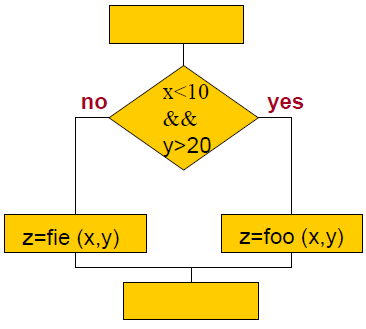 no
x<10
&&
y>20
yes
z=fie (x,y)
z=foo (x,y)